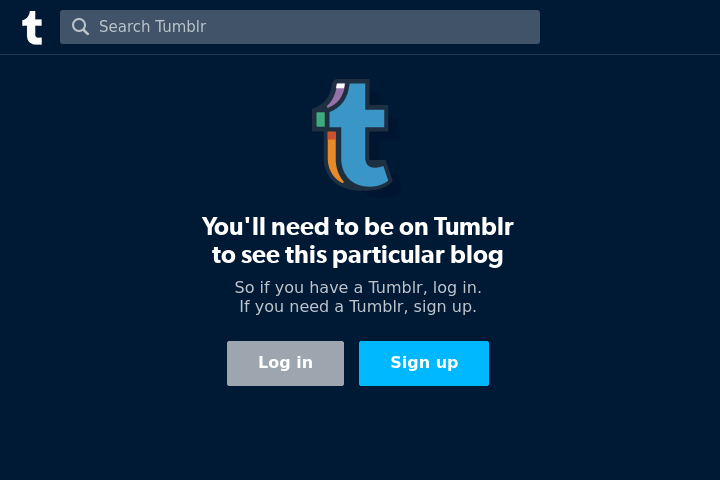 Search Tumblr
You'll need to be on Tumblr
to see this particular blog
So if you have a Tumblr, log in.
If you need a Tumblr, sign up.
Log in
Sign up